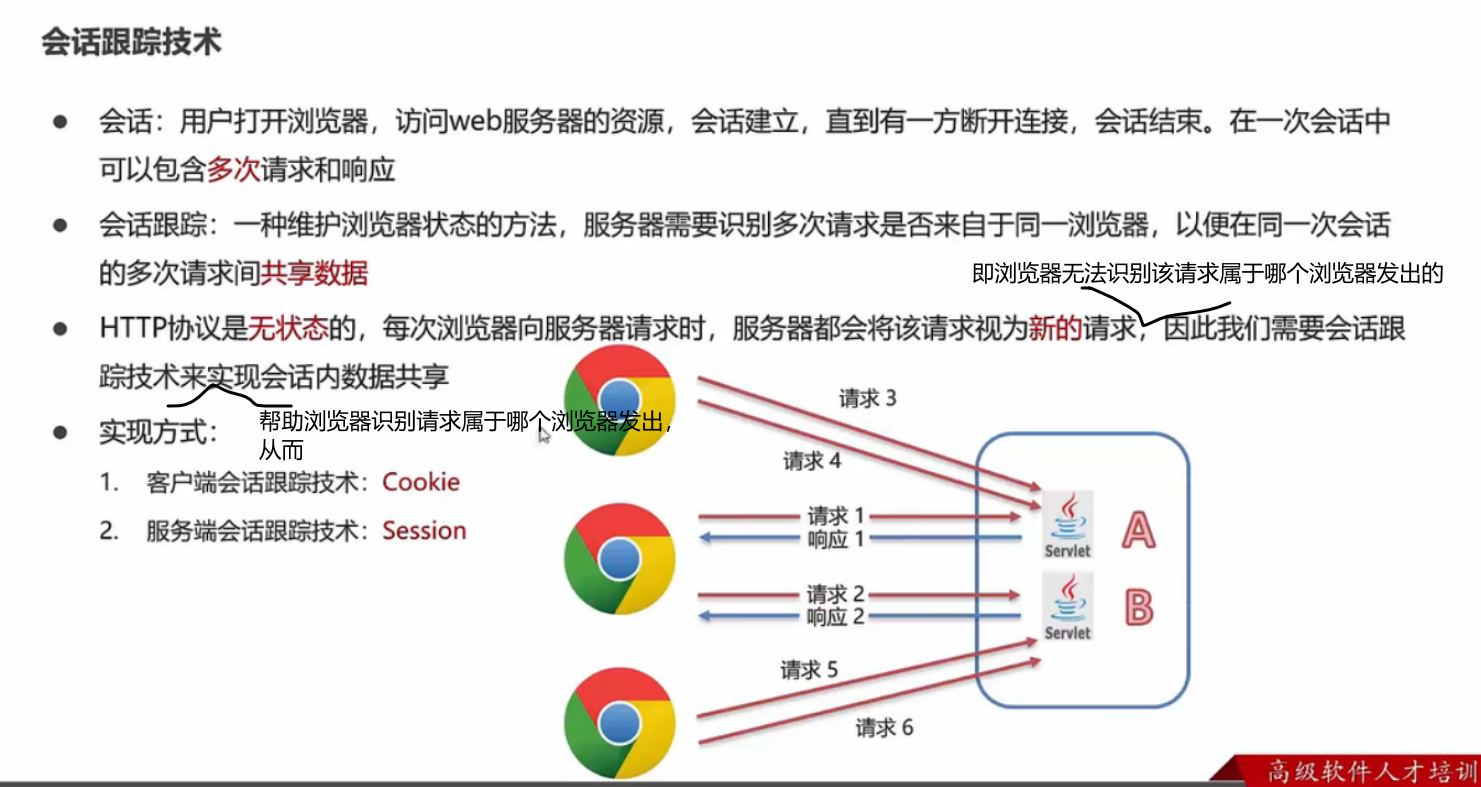 会话跟踪技术
● 会话：用户打开浏览器，访问web服务器的资源，会话建立，直到有一方断开连接，会话结束。在一次会话中
可以包含多次请求和响应
● 会话跟踪：一种维护浏览器状态的方法，服务器需要识别多次请求是否来自于同一浏览器，以便在同一次会话
的多次请求间共享数据
即浏览器无法识别该请求属于哪个浏览器发出的
● HTTP协议是无状态的，每次浏览器向服务器请求时，服务器都会将该请求视为新的请求，因此我们需要会话跟
踪技术来实现会话内数据共享
帮助浏览器识别请求属于哪个浏览器发出，
从而
● 实现方式：
1. 客户端会话跟踪技术：Cookie
2. 服务端会话跟踪技术：Session
请求 3
请求 4
请求 1
响应 1
请求 2
响应 2
请求 5
请求 6
Servlet
A
Servlet
B
高级软件人才培训